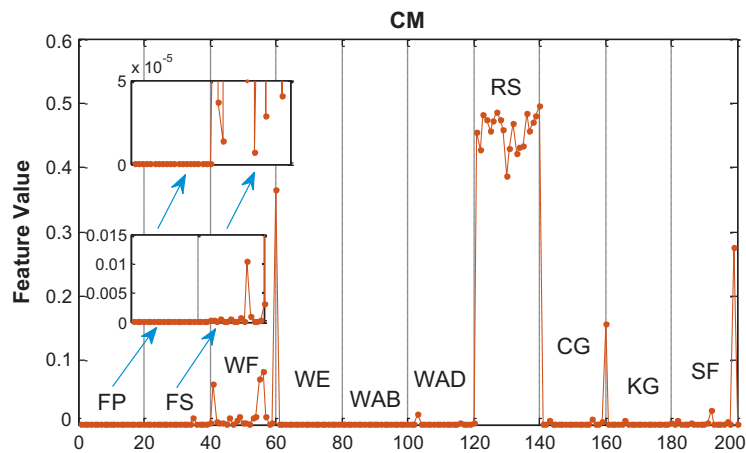 CM
0.6
0.5
0.4
0.3
0.2
0.1
0
Feature Value
x 10⁻⁵
5
0
0.015
0.01
0.005
0
FP
FS
WF
WE
WAB
WAD
RS
CG
KG
SF
0 20 40 60 80 100 120 140 160 180 200